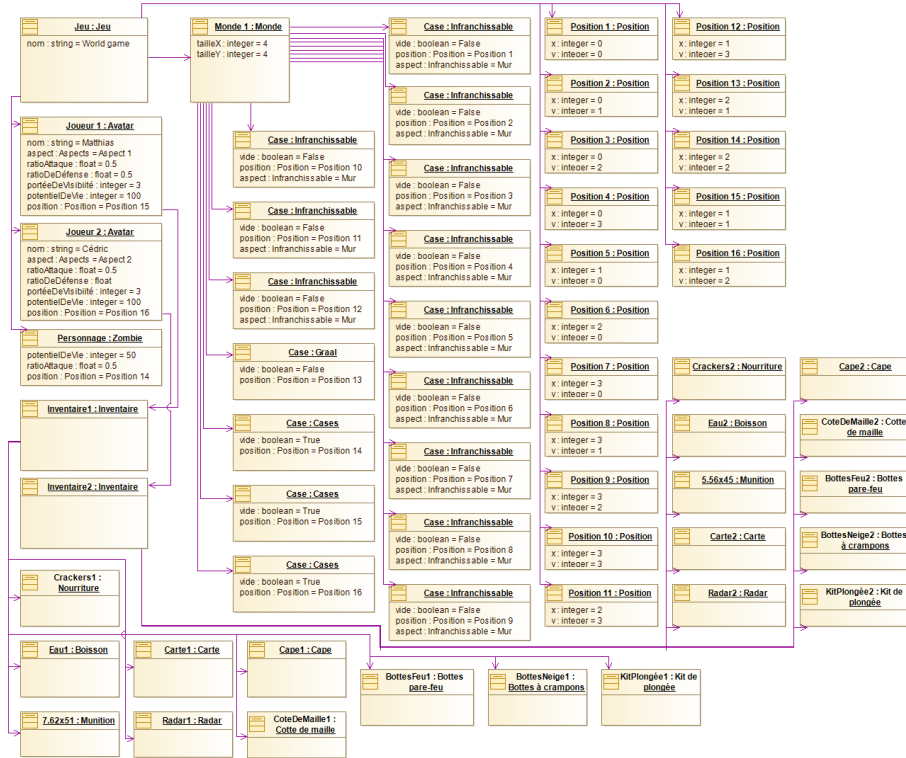 Jeu : Jeu
nom : string = World game
Monde 1 : Monde
tailleX : integer = 4
tailleY : integer = 4
Joueur 1 : Avatar
nom : string = Matthias
aspect : Aspects = Aspect 1
ratioAttaque : float = 0.5
ratioDeDéfense : float = 0.5
portéeDeVisibilité : integer = 3
potentielDeVie : integer = 100
position : Position = Position 15
Joueur 2 : Avatar
nom : string = Cédric
aspect : Aspects = Aspect 2
ratioAttaque : float = 0.5
ratioDeDéfense : float
portéeDeVisibilité : integer = 3
potentielDeVie : integer = 100
position : Position = Position 16
Personnage : Zombie
potentielDeVie : integer = 50
ratioAttaque : float = 0.5
position : Position = Position 14
Inventaire1 : Inventaire
Inventaire2 : Inventaire
Case : Infranchissable
vide : boolean = False
position : Position = Position 10
aspect : Infranchissable = Mur
Case : Infranchissable
vide : boolean = False
position : Position = Position 11
aspect : Infranchissable = Mur
Case : Infranchissable
vide : boolean = False
position : Position = Position 12
aspect : Infranchissable = Mur
Case : Graal
vide : boolean = False
position : Position = Position 13
Case : Cases
vide : boolean = True
position : Position = Position 14
Case : Cases
vide : boolean = True
position : Position = Position 15
Case : Cases
vide : boolean = True
position : Position = Position 16
Case : Infranchissable
vide : boolean = False
position : Position = Position 1
aspect : Infranchissable = Mur
Case : Infranchissable
vide : boolean = False
position : Position = Position 2
aspect : Infranchissable = Mur
Case : Infranchissable
vide : boolean = False
position : Position = Position 3
aspect : Infranchissable = Mur
Case : Infranchissable
vide : boolean = False
position : Position = Position 4
aspect : Infranchissable = Mur
Case : Infranchissable
vide : boolean = False
position : Position = Position 5
aspect : Infranchissable = Mur
Case : Infranchissable
vide : boolean = False
position : Position = Position 6
aspect : Infranchissable = Mur
Case : Infranchissable
vide : boolean = False
position : Position = Position 7
aspect : Infranchissable = Mur
Case : Infranchissable
vide : boolean = False
position : Position = Position 8
aspect : Infranchissable = Mur
Case : Infranchissable
vide : boolean = False
position : Position = Position 9
aspect : Infranchissable = Mur
Position 1 : Position
x : integer = 0
v : integer = 0
Position 2 : Position
x : integer = 0
v : integer = 1
Position 3 : Position
x : integer = 0
v : integer = 2
Position 4 : Position
x : integer = 0
v : integer = 3
Position 5 : Position
x : integer = 1
v : integer = 0
Position 6 : Position
x : integer = 2
v : integer = 0
Position 7 : Position
x : integer = 3
v : integer = 0
Position 8 : Position
x : integer = 3
v : integer = 1
Position 9 : Position
x : integer = 3
v : integer = 2
Position 10 : Position
x : integer = 3
v : integer = 3
Position 11 : Position
x : integer = 2
v : integer = 3
Position 12 : Position
x : integer = 1
v : integer = 3
Position 13 : Position
x : integer = 2
v : integer = 1
Position 14 : Position
x : integer = 2
v : integer = 2
Position 15 : Position
x : integer = 1
v : integer = 1
Position 16 : Position
x : integer = 1
v : integer = 2
Crackers2 : Nourriture
Eau2 : Boisson
5.56x45 : Munition
Carte2 : Carte
Radar2 : Radar
Cape2 : Cape
CoteDeMaille2 : Cotte
de maille
BottesFeu2 : Bottes
pare-feu
BottesNeige2 : Bottes
à crampons
KitPlongée2 : Kit de
plongée
Crackers1 :
Nourriture
Eau1 : Boisson
Carte1 : Carte
Cape1 : Cape
7.62x51 : Munition
Radar1 : Radar
CoteDeMaille1 :
Cotte de maille
BottesFeu1 : Bottes
pare-feu
BottesNeige1 :
Bottes à crampons
KitPlongée1 : Kit de
plongée